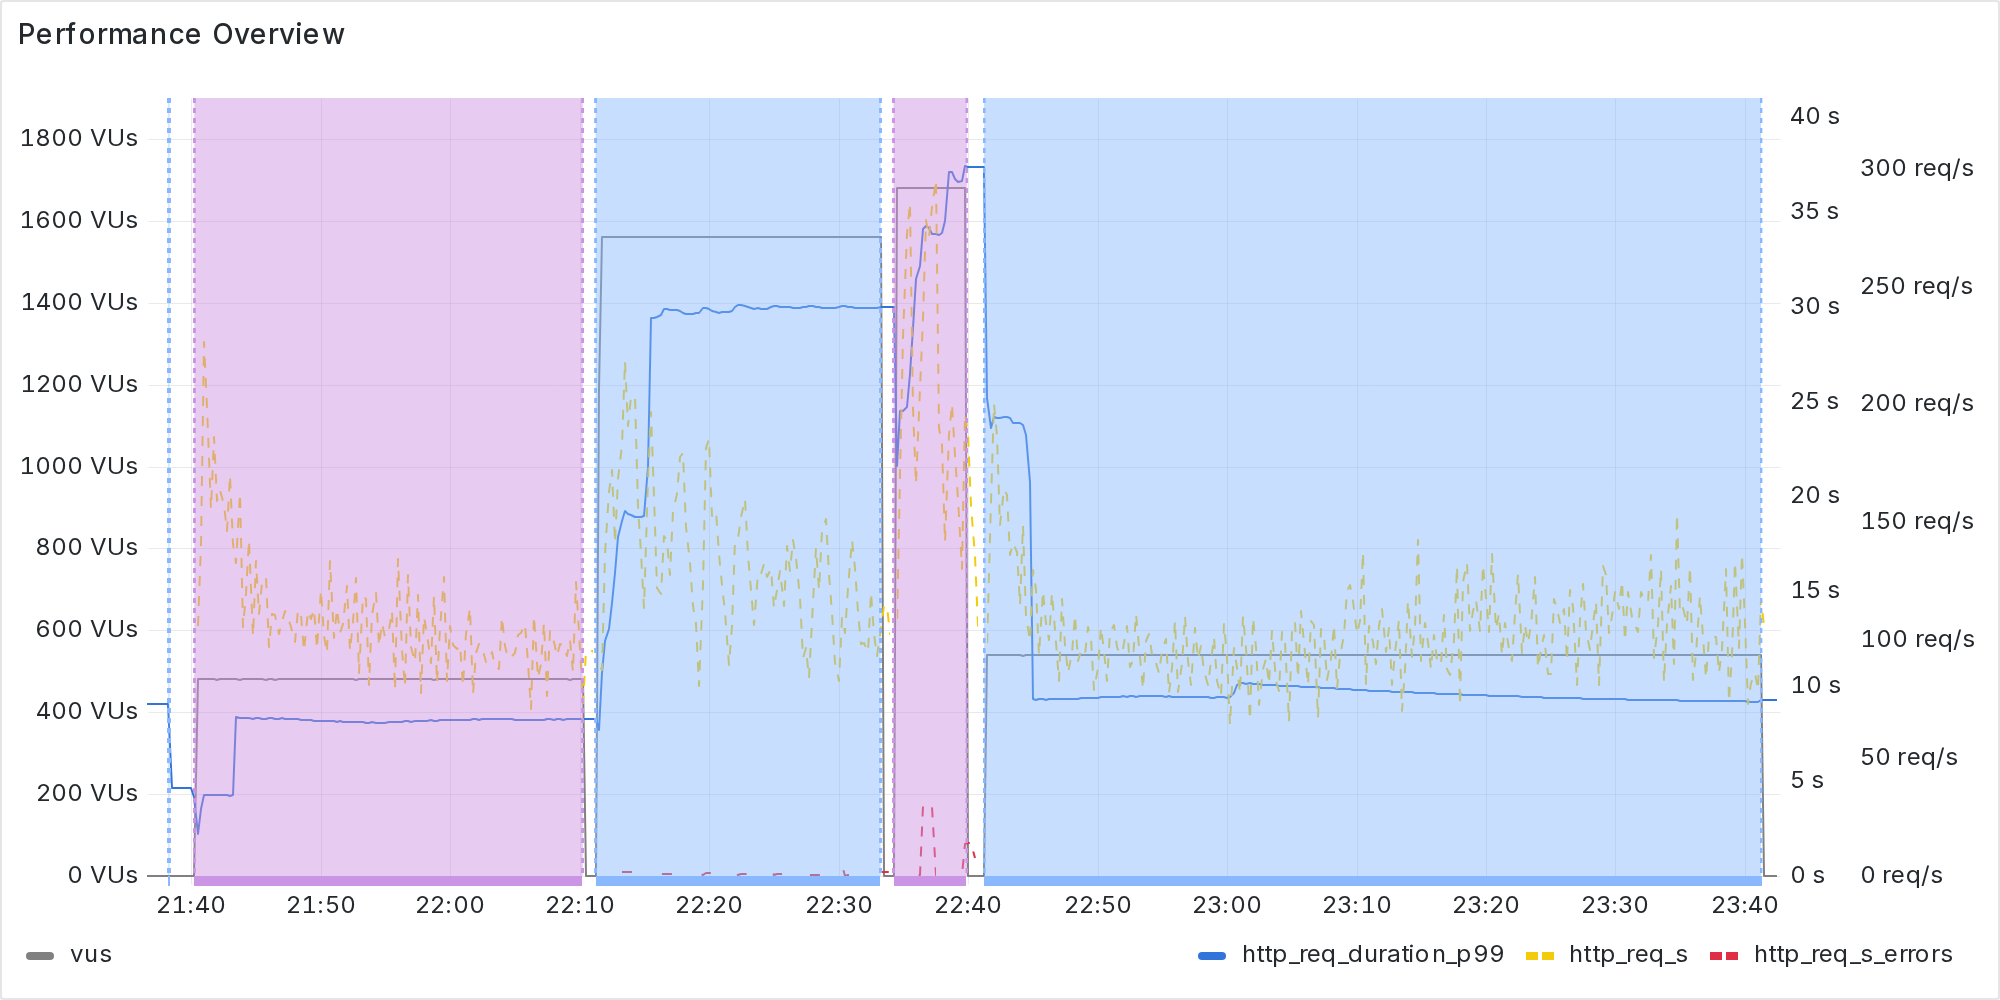 Performance Overview
1800 VUs
1600 VUs
1400 VUs
1200 VUs
1000 VUs
800 VUs
600 VUs
400 VUs
200 VUs
0 VUs
40 s
35 s
30 s
25 s
20 s
15 s
10 s
5 s
0 s
300 req/s
250 req/s
200 req/s
150 req/s
100 req/s
50 req/s
0 req/s
21:40 21:50 22:00 22:10 22:20 22:30 22:40 22:50 23:00 23:10 23:20 23:30 23:40
vus http_req_duration_p99 http_req_s http_req_s_errors